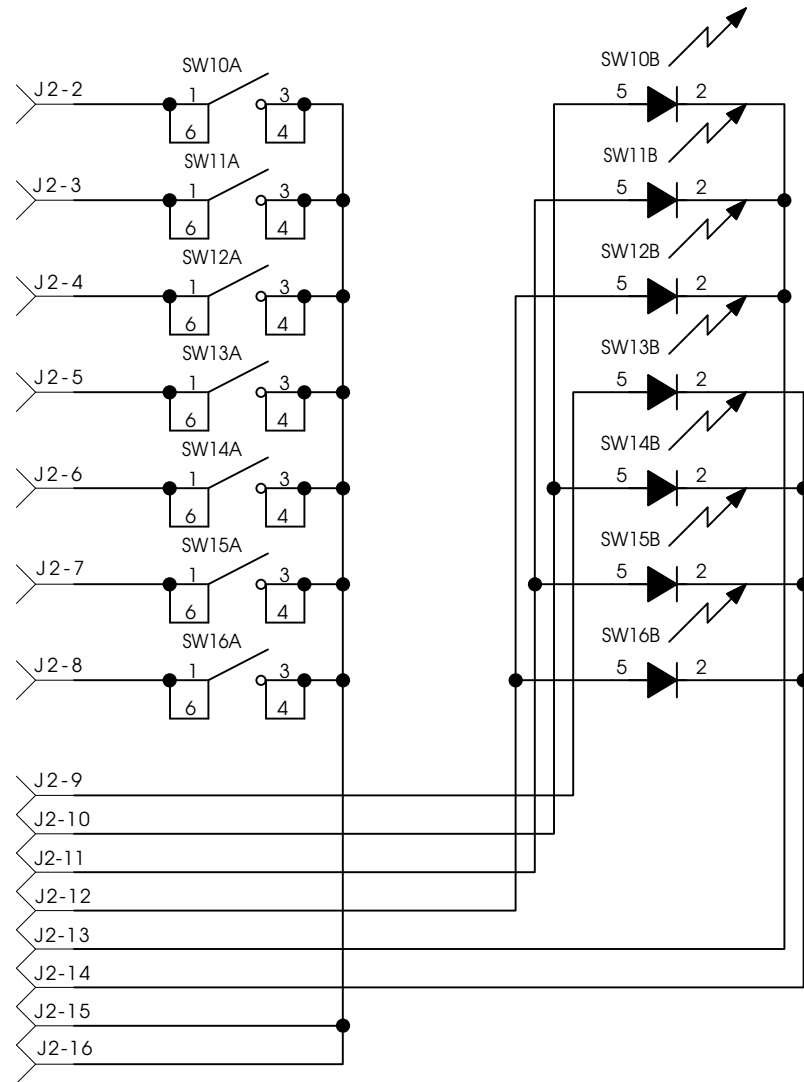 SW10A
J2-2 1 3
6 4
SW11A
J2-3 1 3
6 4
SW12A
J2-4 1 3
6 4
SW13A
J2-5 1 3
6 4
SW14A
J2-6 1 3
6 4
SW15A
J2-7 1 3
6 4
SW16A
J2-8 1 3
6 4
SW10B
5 2
SW11B
5 2
SW12B
5 2
SW13B
5 2
SW14B
5 2
SW15B
5 2
SW16B
5 2
J2-9
J2-10
J2-11
J2-12
J2-13
J2-14
J2-15
J2-16